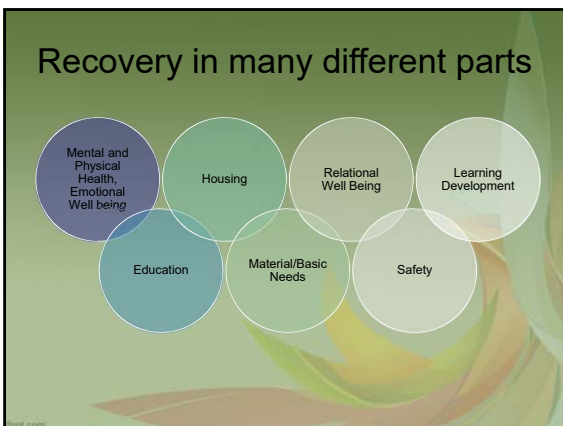 Recovery in many different parts
Mental and
Physical
Health,
Emotional
Well being
Housing
Relational
Well Being
Learning
Development
Education
Material/Basic
Needs
Safety